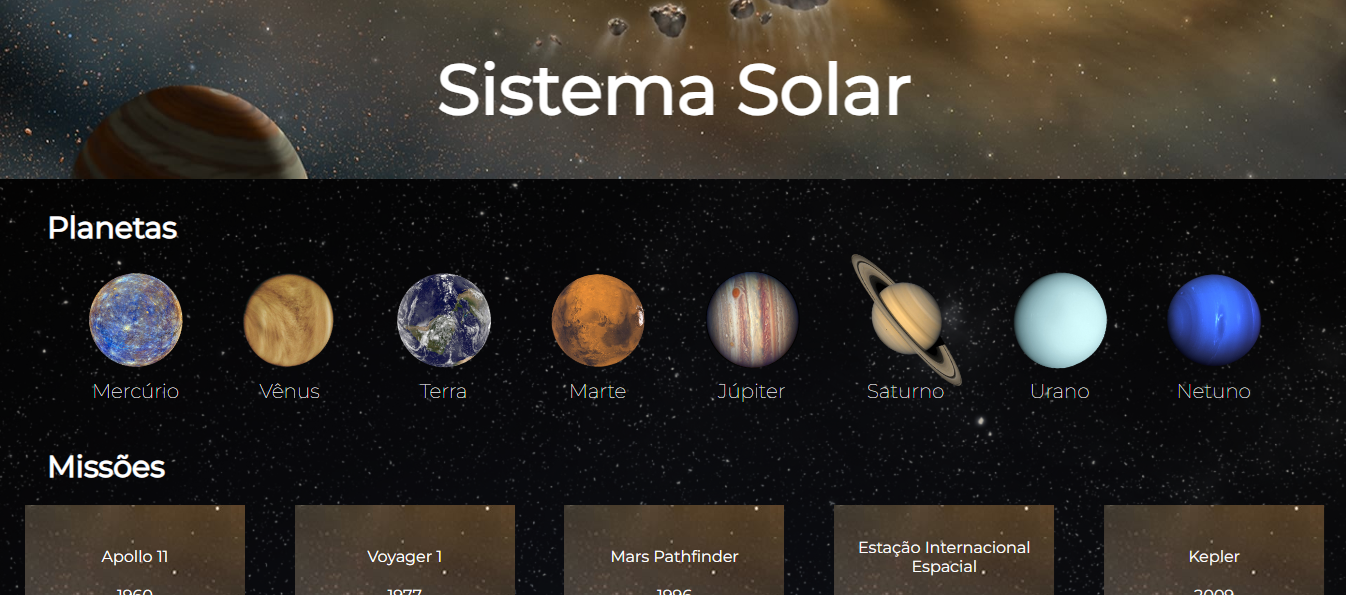 Sistema Solar
Planetas
Mercúrio Vênus Terra Marte Júpiter Saturno Urano Netuno
Missões
Apollo 11 Voyager 1 Mars Pathfinder Estação Internacional
Espacial Kepler
1977 1996 2009